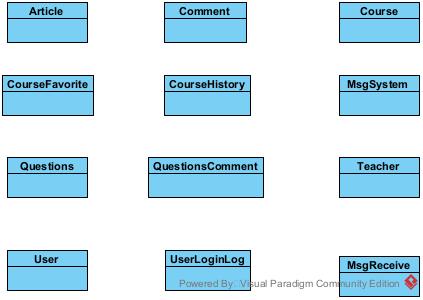 Article
Comment
Course
CourseFavorite
CourseHistory
MsgSystem
Questions
QuestionsComment
Teacher
User
UserLoginLog
MsgReceive
Powered By Visual Paradigm Community Edition